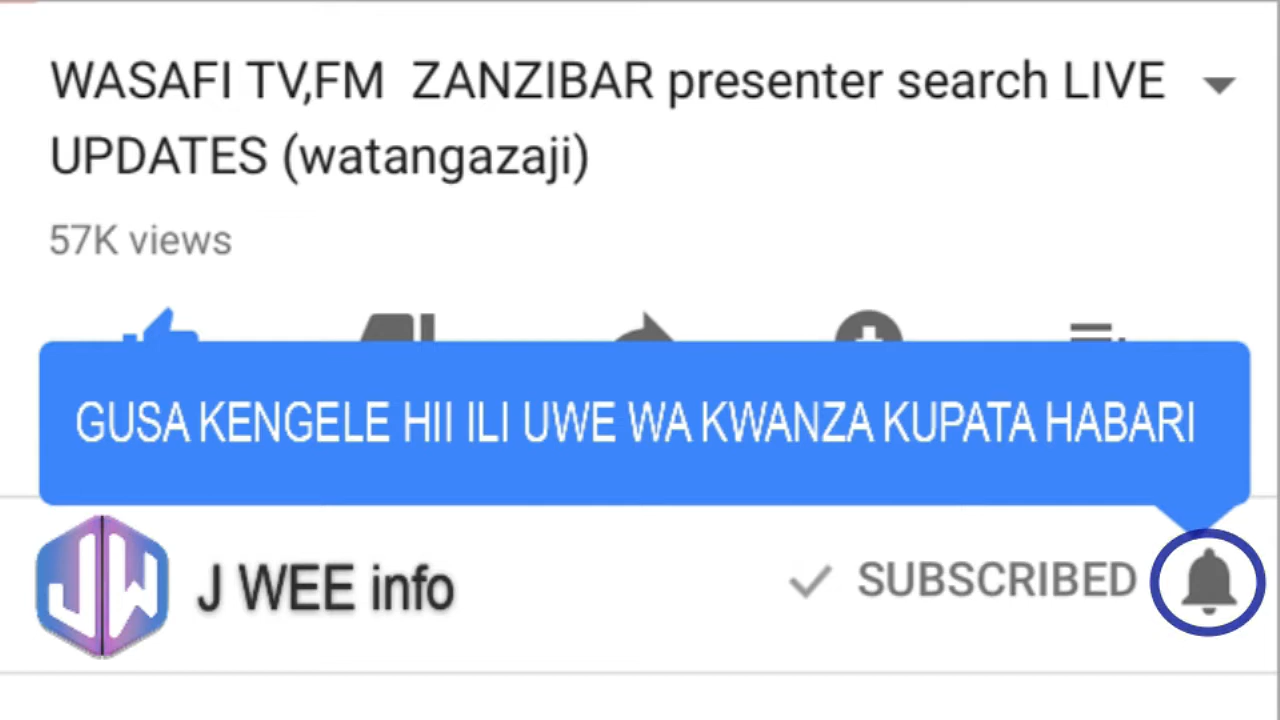 WASAFI TV,FM ZANZIBAR presenter search LIVE
UPDATES (watangazaji)
57K views
GUSA KENGELE HII ILI UWE WA KWANZA KUPATA HABARI
JW
J WEE info
SUBSCRIBED